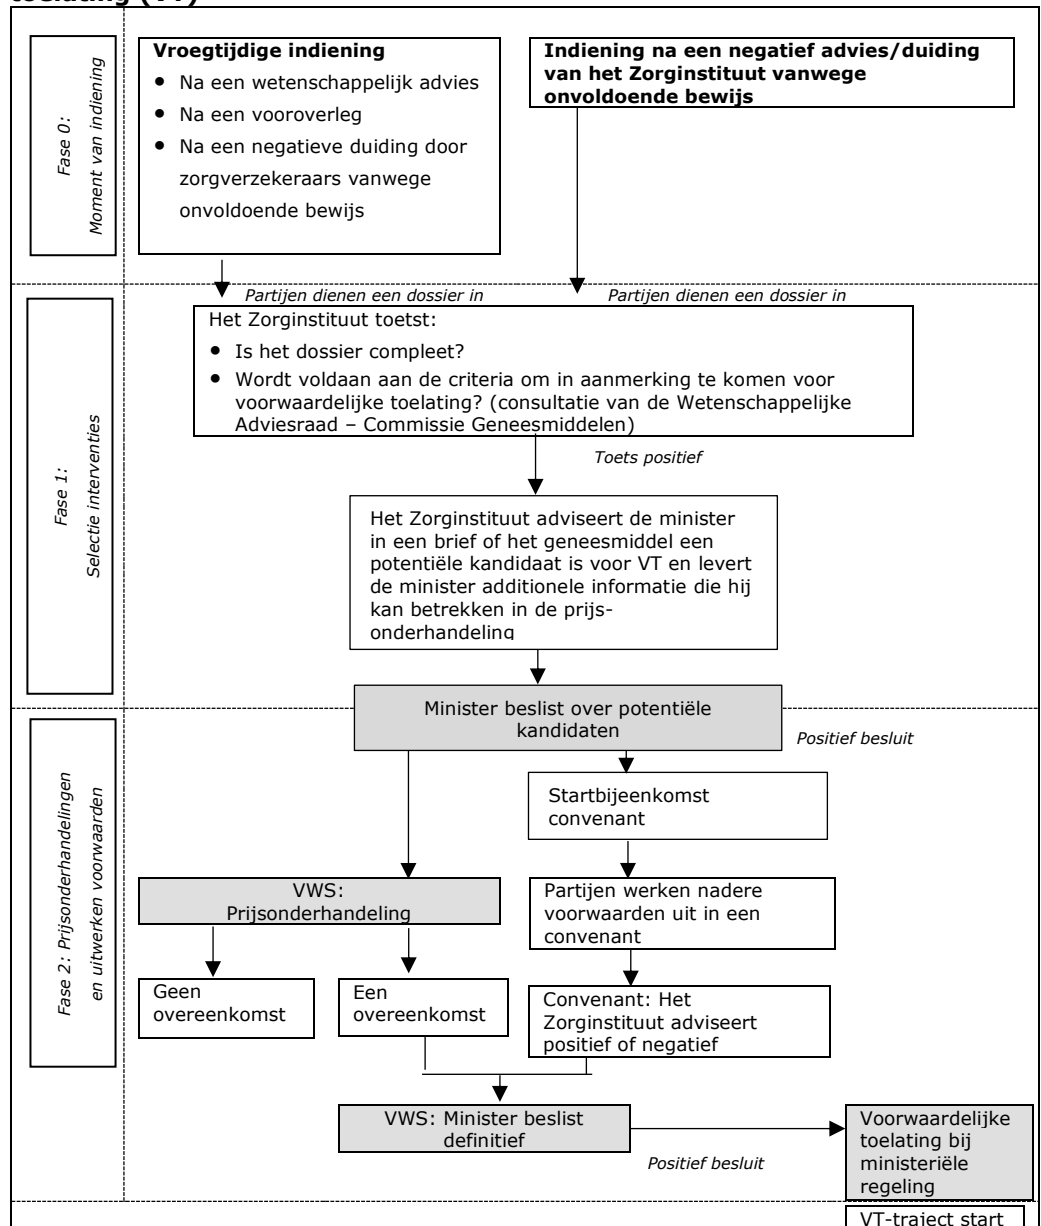 toelating (VT)
Fase 0:
Moment van indiening
Vroegtijdige indiening
• Na een wetenschappelijk advies
• Na een vooroverleg
• Na een negatieve duiding door
zorgverzekeraars vanwege
onvoldoende bewijs
Indiening na een negatief advies/duiding
van het Zorginstituut vanwege
onvoldoende bewijs
Partijen dienen een dossier in
Partijen dienen een dossier in
Fase 1:
Selectie interventies
Het Zorginstituut toetst:
• Is het dossier compleet?
• Wordt voldaan aan de criteria om in aanmerking te komen voor
voorwaardelijke toelating? (consultatie van de Wetenschappelijke
Adviesraad – Commissie Geneesmiddelen)
Toets positief
Het Zorginstituut adviseert de minister
in een brief of het geneesmiddel een
potentiële kandidaat is voor VT en levert
de minister additionele informatie die hij
kan betrekken in de prijs-
onderhandeling
Minister beslist over potentiële
kandidaten
Positief besluit
Fase 2: Prijsonderhandelingen
en uitwerken voorwaarden
Startbijeenkomst
convenant
VWS:
Prijsonderhandeling
Partijen werken nadere
voorwaarden uit in een
convenant
Geen
overeenkomst
Een
overeenkomst
Convenant: Het
Zorginstituut adviseert
positief of negatief
VWS: Minister beslist
definitief
Positief besluit
Voorwaardelijke
toelating bij
ministeriële
regeling
VT-traject start